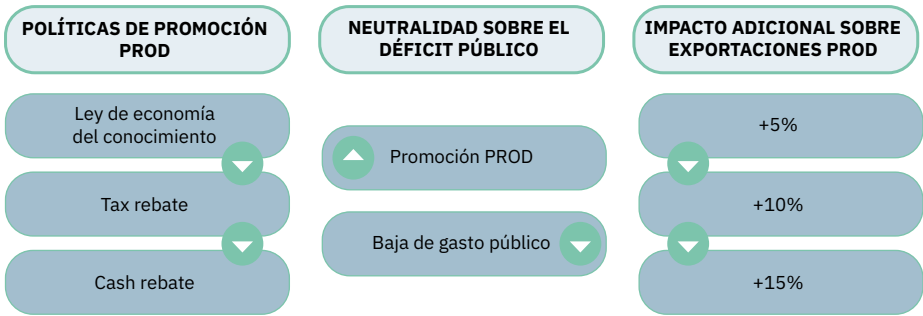 POLÍTICAS DE PROMOCIÓN
PROD
Ley de economía
del conocimiento
Tax rebate
Cash rebate
NEUTRALIDAD SOBRE EL
DÉFICIT PÚBLICO
Promoción PROD
Baja de gasto público
IMPACTO ADICIONAL SOBRE
EXPORTACIONES PROD
+5%
+10%
+15%